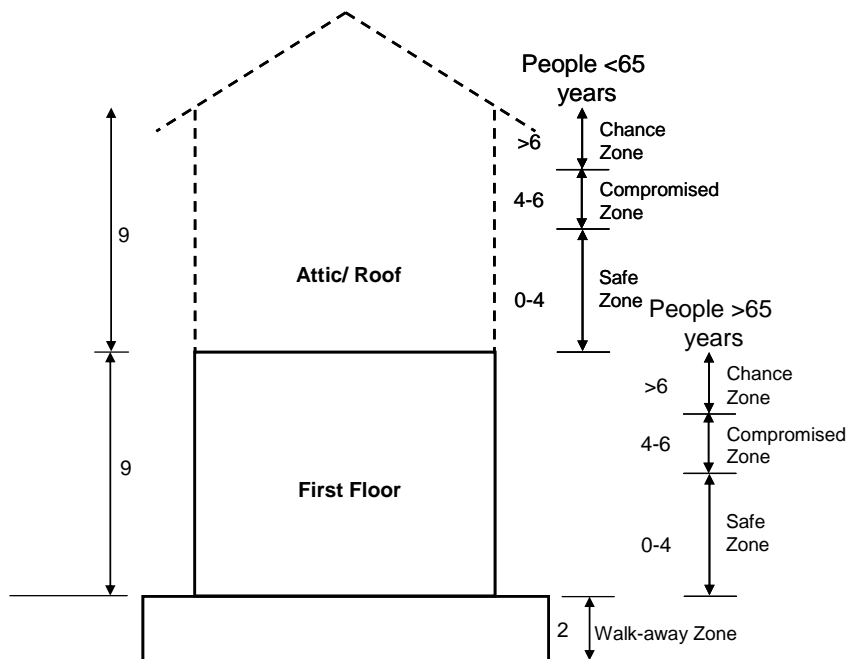 People <65
years
>6
Chance
Zone
4-6
Compromised
Zone
9
Attic/ Roof
0-4
Safe
Zone
People >65
years
>6
Chance
Zone
4-6
Compromised
Zone
9
First Floor
0-4
Safe
Zone
2
Walk-away Zone